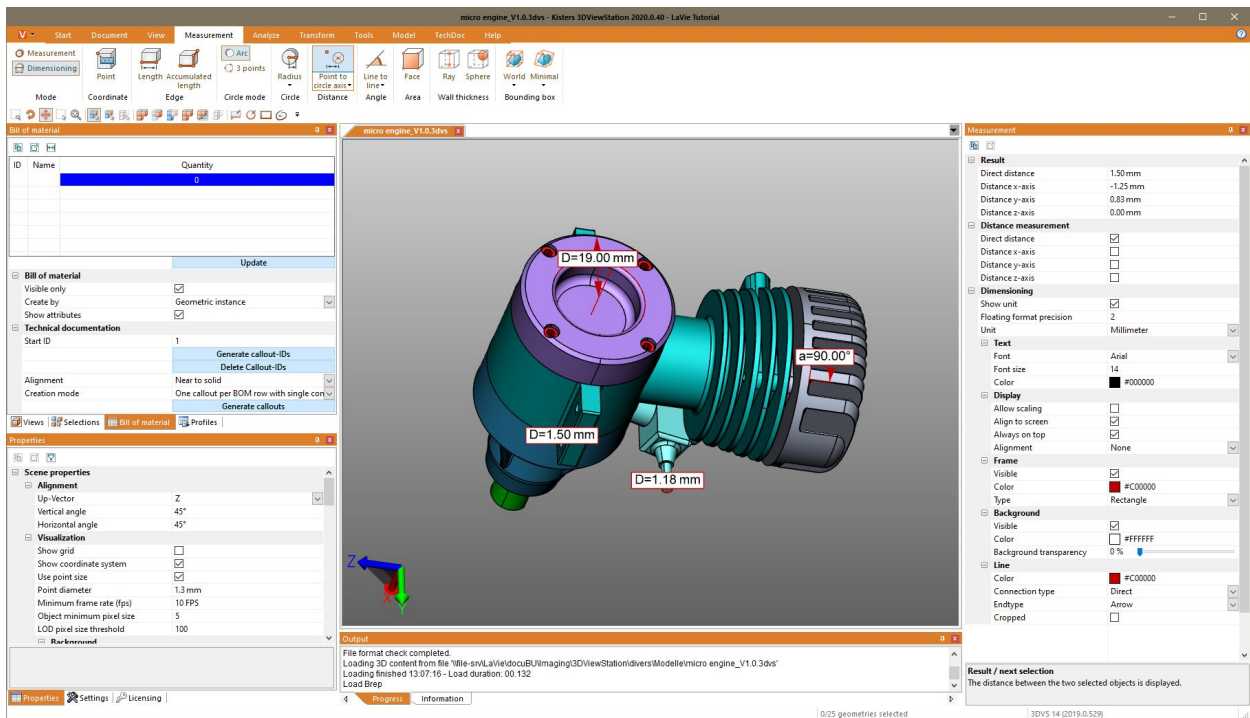 micro engine_V1.0.3dvs - Kisters 3DViewStation 2020.0.40 - LaVie Tutorial
V Start Document View Measurement Analyze Transform Tools Model TechDoc Help
Measurement
Dimensioning
Mode
Point
Coordinate
Length Accumulated length
Edge
Arc
3 points
Circle mode
Radius
Circle
Point to circle axis
Distance
Line to line
Angle
Face
Area
Ray Sphere
Wall thickness
World Minimal
Bounding box
Bill of material
ID Name Quantity
0
Update
Bill of material
Visible only
Create by Geometric instance
Show attributes
Technical documentation
Start ID 1
Generate callout-IDs
Delete Callout-IDs
Alignment Near to solid
Creation mode One callout per BOM row with single con
Generate callouts
Views Selections Bill of material Profiles
Properties
Scene properties
Alignment
Up-Vector Z
Vertical angle 45°
Horizontal angle 45°
Visualization
Show grid
Show coordinate system
Use point size
Point diameter 1.3 mm
Minimum frame rate (fps) 10 FPS
Object minimum pixel size 5
LOD pixel size threshold 100
Background
Properties Settings Licensing
micro engine_V1.0.3dvs
D=19.00 mm
a=90.00°
D=1.50 mm
D=1.18 mm
Z
X
Y
Output
File format check completed.
Loading 3D content from file '\\file-srv\LaVie\docuBU\Imaging\3DViewStation\divers\Modelle\micro engine_V1.0.3dvs'
Loading finished 13:07:16 - Load duration: 00.132
Load Brep
Progress Information
Measurement
Result
Direct distance 1.50 mm
Distance x-axis -1.25 mm
Distance y-axis 0.83 mm
Distance z-axis 0.00 mm
Distance measurement
Direct distance
Distance x-axis
Distance y-axis
Distance z-axis
Dimensioning
Show unit
Floating format precision 2
Unit Millimeter
Text
Font Arial
Font size 14
Color #000000
Display
Allow scaling
Align to screen
Always on top
Alignment None
Frame
Visible
Color #C00000
Type Rectangle
Background
Visible
Color #FFFFFF
Background transparency 0 %
Line
Color #C00000
Connection type Direct
Endtype Arrow
Cropped
Result / next selection
The distance between the two selected objects is displayed.
0/25 geometries selected 3DVS 14 (2019.0.529)